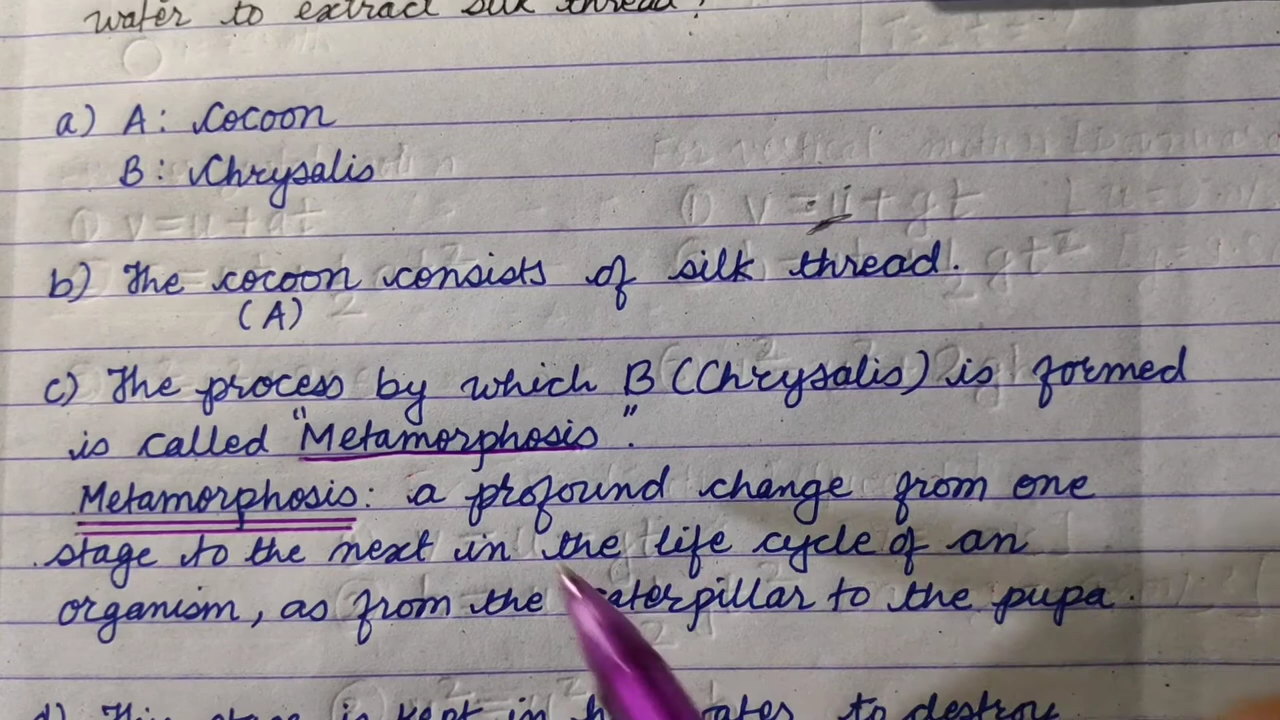 water to extract silk thread?
a) A: Cocoon
B: Chrysalis
b) The cocoon consists of silk thread.
(A)
c) The process by which B (Chrysalis) is formed
is called "Metamorphosis".
Metamorphosis: a profound change from one
stage to the next in the life cycle of an
organism, as from the caterpillar to the pupa.
d) This stage is kept in to destroy